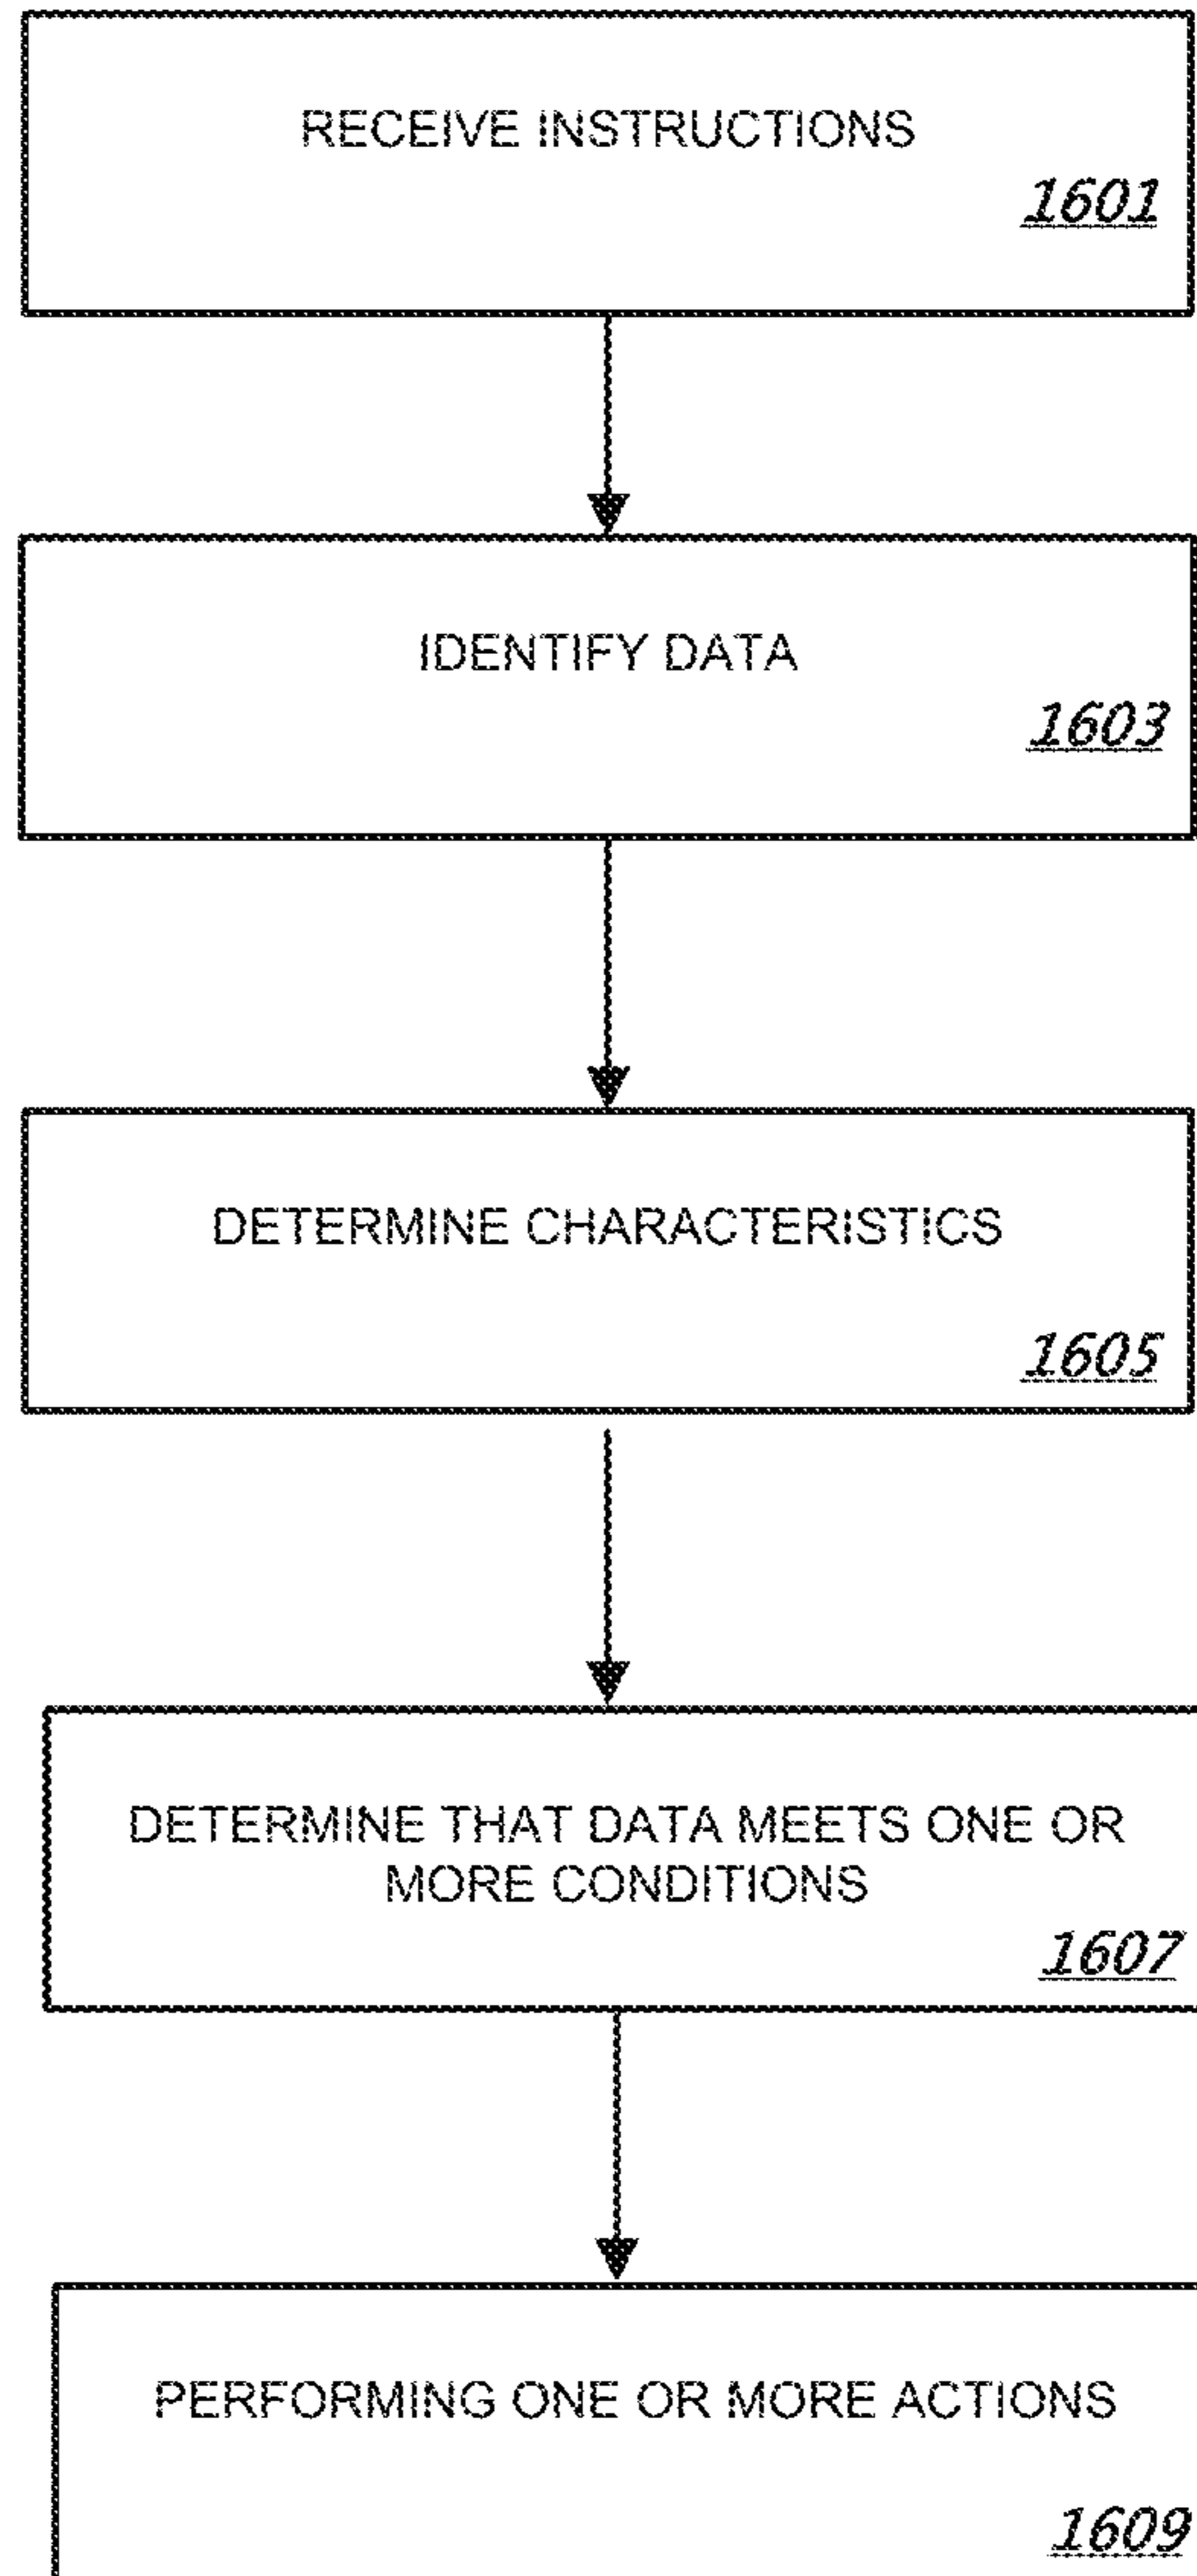 RECEIVE INSTRUCTIONS
1601
IDENTIFY DATA
1603
DETERMINE CHARACTERISTICS
1605
DETERMINE THAT DATA MEETS ONE OR
MORE CONDITIONS
1607
PERFORMING ONE OR MORE ACTIONS
1609